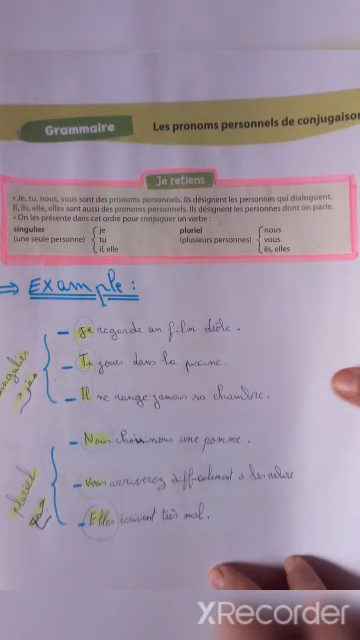 Grammaire
Les pronoms personnels de conjugaison
Je retiens
• Je, tu, nous, vous sont des pronoms personnels. Ils désignent les personnes qui dialoguent.
Il, ils, elle, elles sont aussi des pronoms personnels. Ils désignent les personnes dont on parle.
• On les présente dans cet ordre pour conjuguer un verbe :
singulier
(une seule personne)
je
tu
il, elle
pluriel
(plusieurs personnes)
nous
vous
ils, elles
⇒ Example :
singulier
– Je regarde un film drôle.
– Tu joues dans la
– Il ne range jamais sa chambre.
pluriel
– Nous choisissons une pomme.
– Vous arriverez difficilement à
– Elles écrivent très mal.
XRecorder